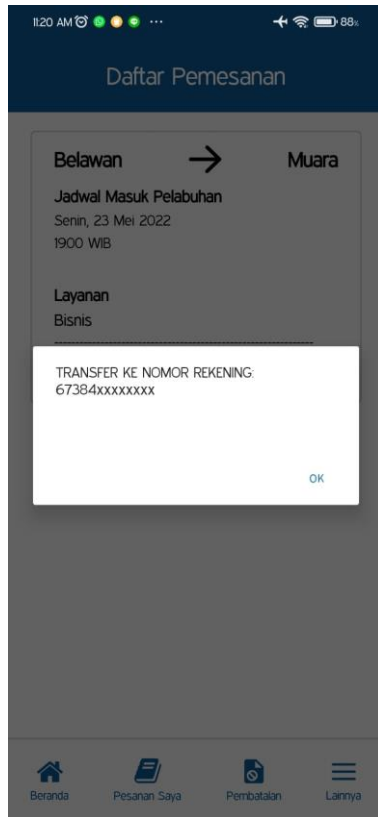 11:20 AM
88%
Daftar Pemesanan
Belawan → Muara
Jadwal Masuk Pelabuhan
Senin, 23 Mei 2022
1900 WIB
Layanan
Bisnis
TRANSFER KE NOMOR REKENING:
67384xxxxxxxx
OK
Beranda Pesanan Saya Pembatalan Lainnya